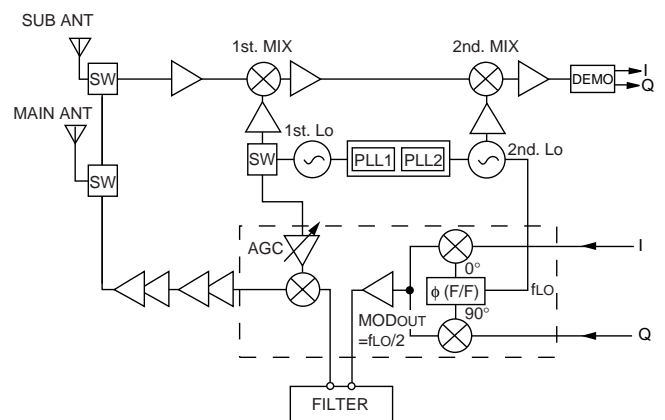 SUB ANT
1st. MIX
2nd. MIX
SW
DEMO
I
Q
MAIN ANT
1st. Lo
2nd. Lo
SW
PLL1
PLL2
SW
AGC
I
0°
φ (F/F)
fLO
90°
MODOUT
=fLO/2
Q
FILTER